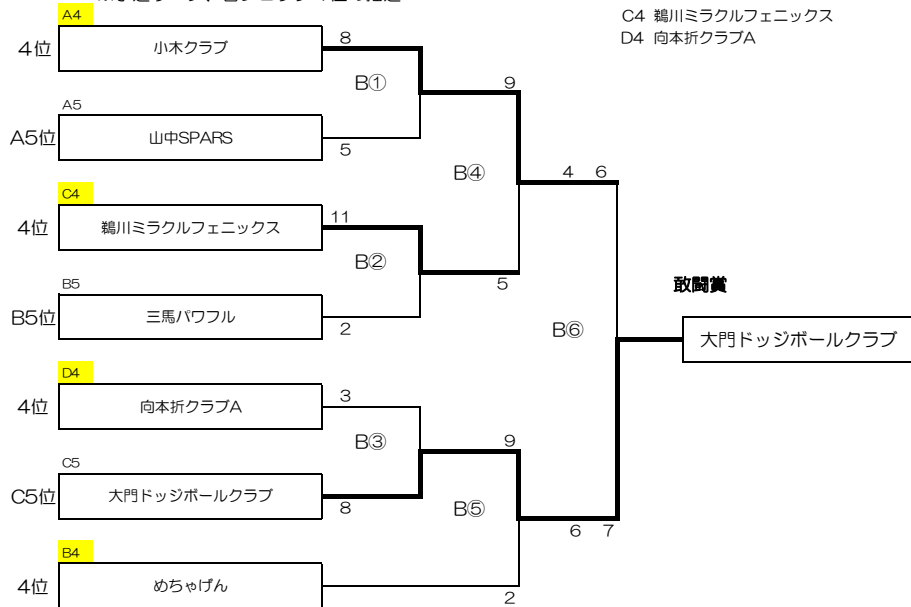 C4 鵜川ミラクルフェニックス
D4 向本折クラブA
A4
4位 小木クラブ 8
B①
9
A5
A5位 山中SPARS 5
B④
4 6
C4
4位 鵜川ミラクルフェニックス 11
B②
5
B5
B5位 三馬パワフル 2
敢闘賞
B⑥
大門ドッジボールクラブ
D4
4位 向本折クラブA 3
B③
9
C5
C5位 大門ドッジボールクラブ 8
B⑤
6 7
B4
4位 めちゃげん 2